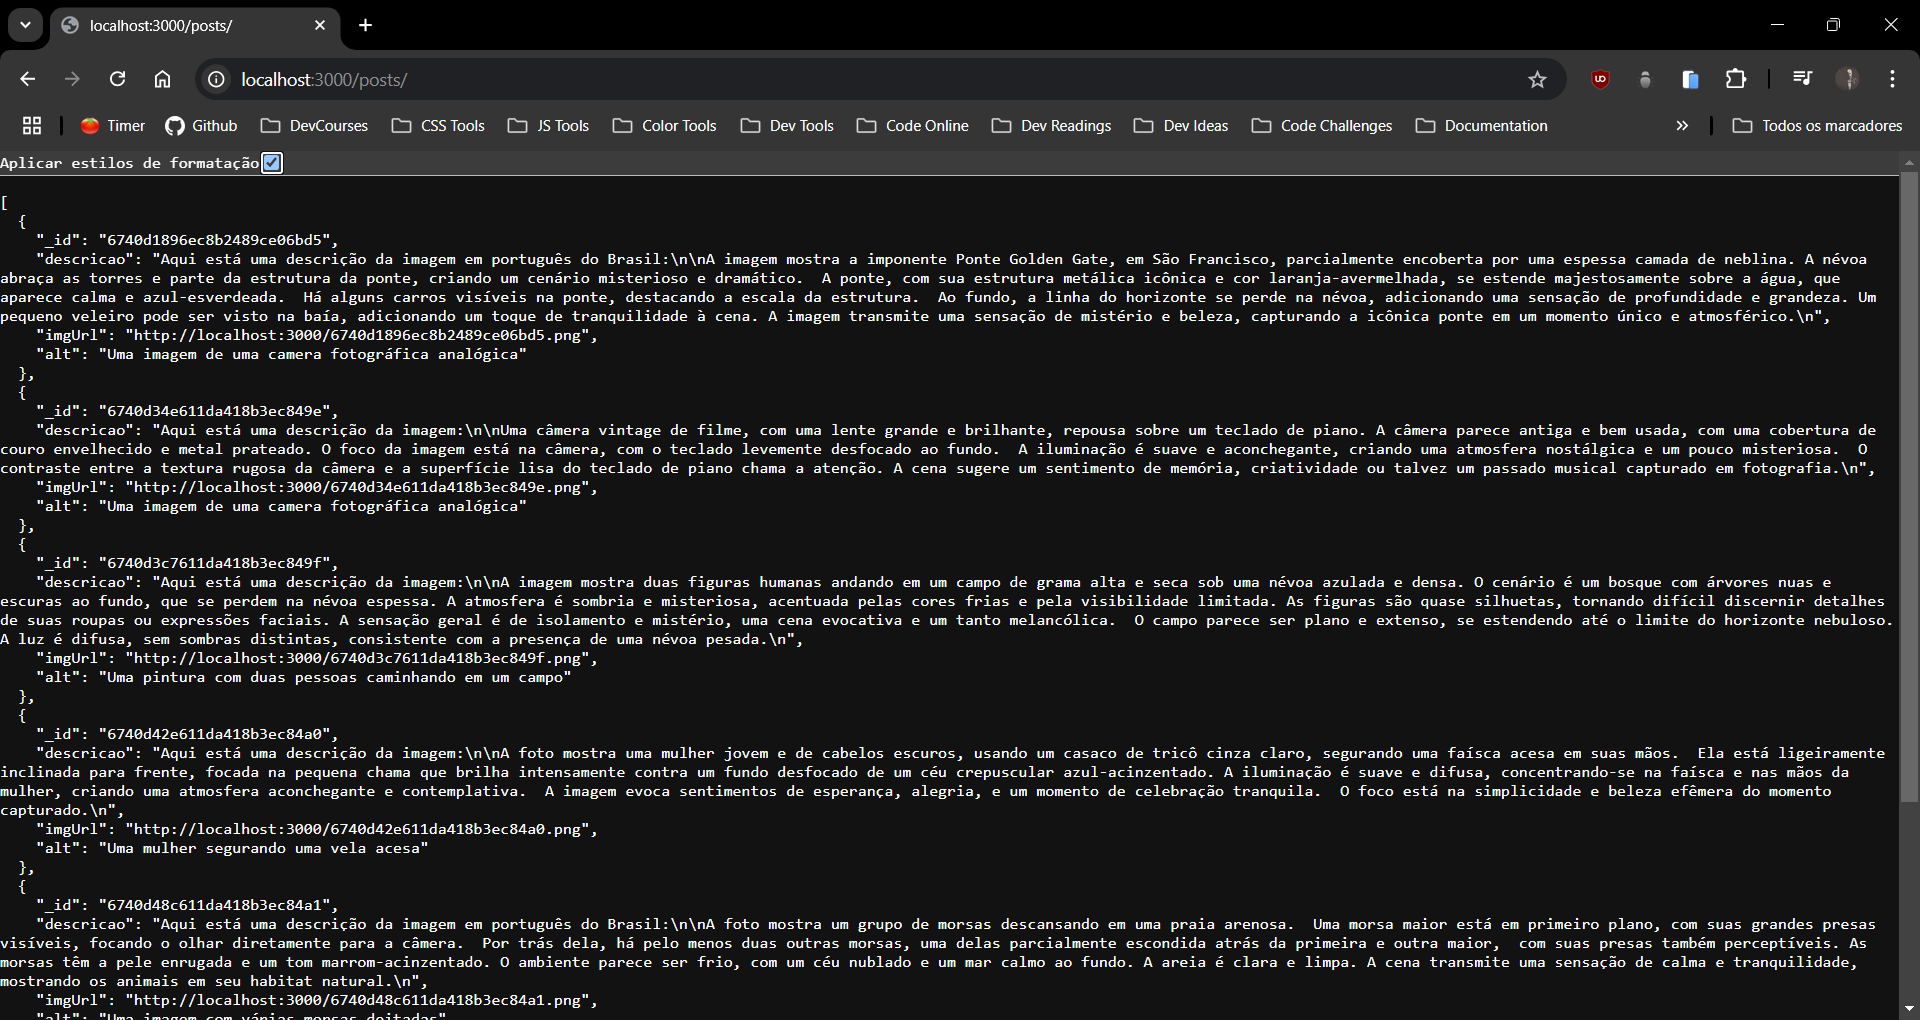 localhost:3000/posts/
localhost:3000/posts/
Timer Github DevCourses CSS Tools JS Tools Color Tools Dev Tools Code Online Dev Readings Dev Ideas Code Challenges Documentation » Todos os marcadores
Aplicar estilos de formatação
[
  {
    "_id": "6740d1896ec8b2489ce06bd5",
    "descricao": "Aqui está uma descrição da imagem em português do Brasil:\n\nA imagem mostra a imponente Ponte Golden Gate, em São Francisco, parcialmente encoberta por uma espessa camada de neblina. A névoa
abraça as torres e parte da estrutura da ponte, criando um cenário misterioso e dramático.  A ponte, com sua estrutura metálica icônica e cor laranja-avermelhada, se estende majestosamente sobre a água, que
aparece calma e azul-esverdeada.  Há alguns carros visíveis na ponte, destacando a escala da estrutura.  Ao fundo, a linha do horizonte se perde na névoa, adicionando uma sensação de profundidade e grandeza. Um
pequeno veleiro pode ser visto na baía, adicionando um toque de tranquilidade à cena. A imagem transmite uma sensação de mistério e beleza, capturando a icônica ponte em um momento único e atmosférico.\n",
    "imgUrl": "http://localhost:3000/6740d1896ec8b2489ce06bd5.png",
    "alt": "Uma imagem de uma camera fotográfica analógica"
  },
  {
    "_id": "6740d34e611da418b3ec849e",
    "descricao": "Aqui está uma descrição da imagem:\n\nUma câmera vintage de filme, com uma lente grande e brilhante, repousa sobre um teclado de piano. A câmera parece antiga e bem usada, com uma cobertura de
couro envelhecido e metal prateado. O foco da imagem está na câmera, com o teclado levemente desfocado ao fundo.  A iluminação é suave e aconchegante, criando uma atmosfera nostálgica e um pouco misteriosa.  O
contraste entre a textura rugosa da câmera e a superfície lisa do teclado de piano chama a atenção. A cena sugere um sentimento de memória, criatividade ou talvez um passado musical capturado em fotografia.\n",
    "imgUrl": "http://localhost:3000/6740d34e611da418b3ec849e.png",
    "alt": "Uma imagem de uma camera fotográfica analógica"
  },
  {
    "_id": "6740d3c7611da418b3ec849f",
    "descricao": "Aqui está uma descrição da imagem:\n\nA imagem mostra duas figuras humanas andando em um campo de grama alta e seca sob uma névoa azulada e densa. O cenário é um bosque com árvores nuas e
escuras ao fundo, que se perdem na névoa espessa. A atmosfera é sombria e misteriosa, acentuada pelas cores frias e pela visibilidade limitada. As figuras são quase silhuetas, tornando difícil discernir detalhes
de suas roupas ou expressões faciais. A sensação geral é de isolamento e mistério, uma cena evocativa e um tanto melancólica.  O campo parece ser plano e extenso, se estendendo até o limite do horizonte nebuloso.
A luz é difusa, sem sombras distintas, consistente com a presença de uma névoa pesada.\n",
    "imgUrl": "http://localhost:3000/6740d3c7611da418b3ec849f.png",
    "alt": "Uma pintura com duas pessoas caminhando em um campo"
  },
  {
    "_id": "6740d42e611da418b3ec84a0",
    "descricao": "Aqui está uma descrição da imagem:\n\nA foto mostra uma mulher jovem e de cabelos escuros, usando um casaco de tricô cinza claro, segurando uma faísca acesa em suas mãos.  Ela está ligeiramente
inclinada para frente, focada na pequena chama que brilha intensamente contra um fundo desfocado de um céu crepuscular azul-acinzentado. A iluminação é suave e difusa, concentrando-se na faísca e nas mãos da
mulher, criando uma atmosfera aconchegante e contemplativa.  A imagem evoca sentimentos de esperança, alegria, e um momento de celebração tranquila.  O foco está na simplicidade e beleza efêmera do momento
capturado.\n",
    "imgUrl": "http://localhost:3000/6740d42e611da418b3ec84a0.png",
    "alt": "Uma mulher segurando uma vela acesa"
  },
  {
    "_id": "6740d48c611da418b3ec84a1",
    "descricao": "Aqui está uma descrição da imagem em português do Brasil:\n\nA foto mostra um grupo de morsas descansando em uma praia arenosa.  Uma morsa maior está em primeiro plano, com suas grandes presas
visíveis, focando o olhar diretamente para a câmera.  Por trás dela, há pelo menos duas outras morsas, uma delas parcialmente escondida atrás da primeira e outra maior,  com suas presas também perceptíveis. As
morsas têm a pele enrugada e um tom marrom-acinzentado. O ambiente parece ser frio, com um céu nublado e um mar calmo ao fundo. A areia é clara e limpa. A cena transmite uma sensação de calma e tranquilidade,
mostrando os animais em seu habitat natural.\n",
    "imgUrl": "http://localhost:3000/6740d48c611da418b3ec84a1.png",
    "alt": "Uma imagem com várias morsas deitadas"